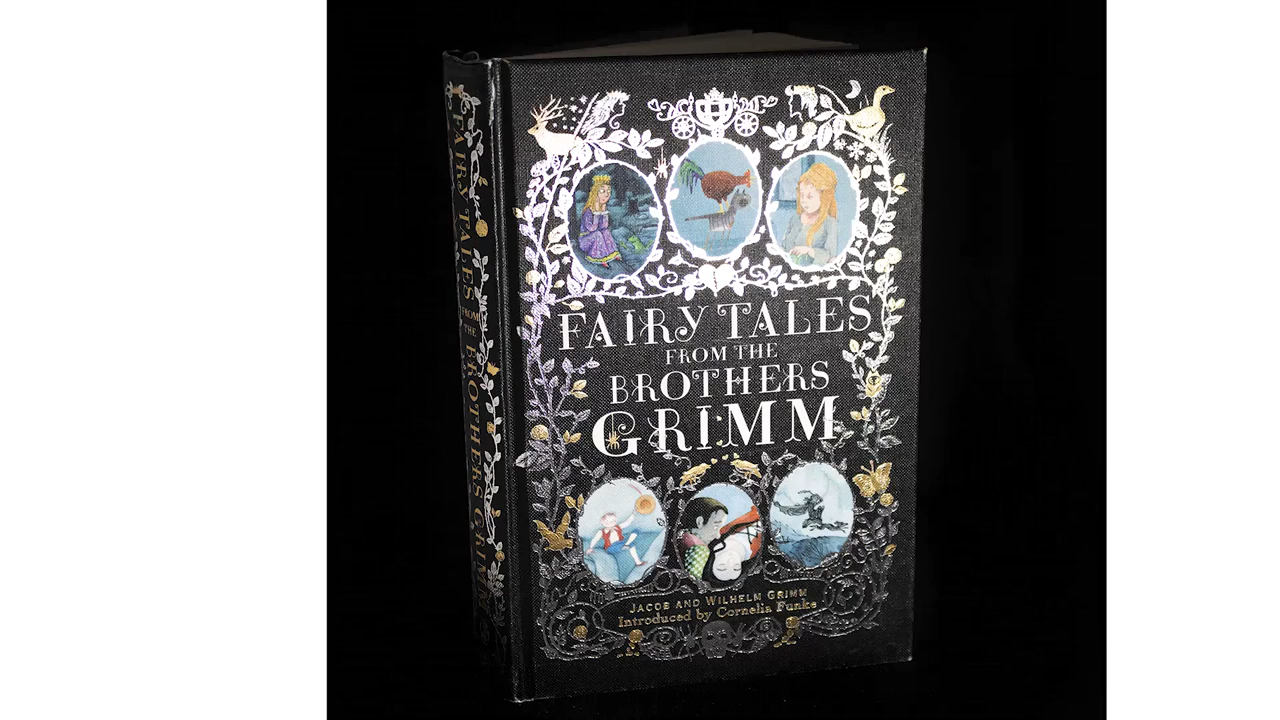 FAIRY TALES FROM THE BROTHERS GRIMM
FAIRY TALES
FROM THE
BROTHERS
GRIMM
JACOB AND WILHELM GRIMM
Introduced by Cornelia Funke